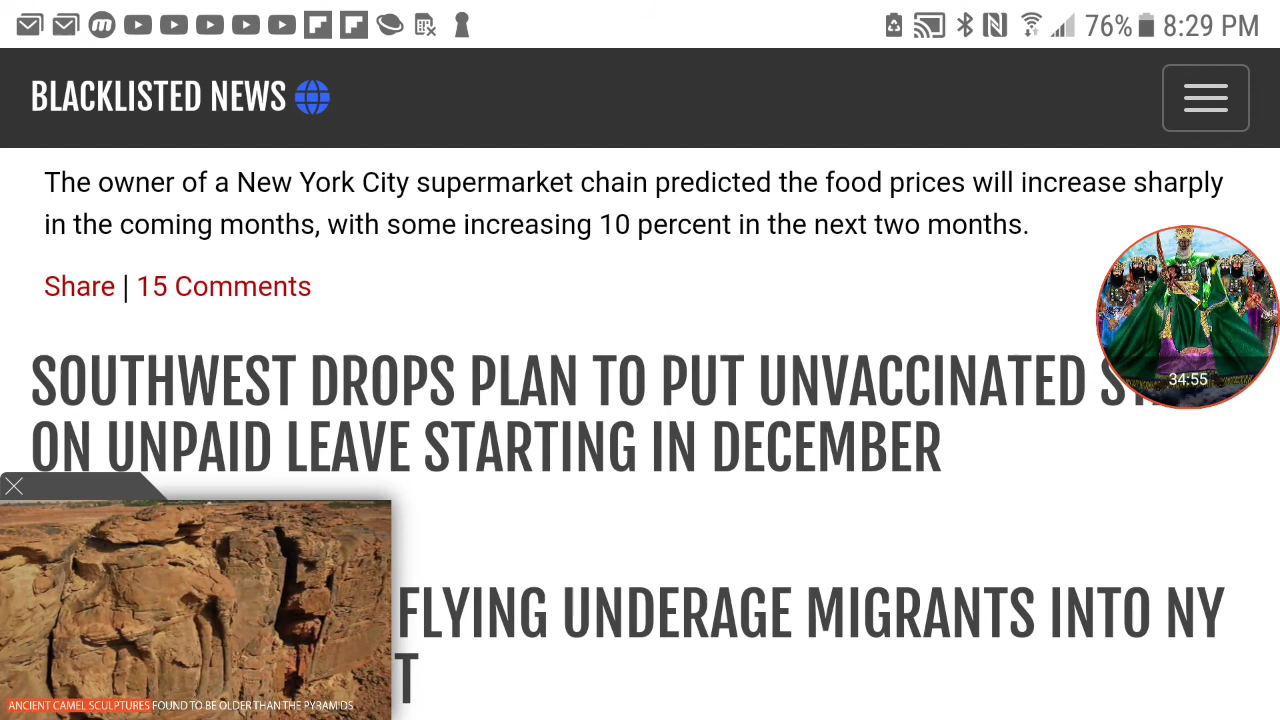 76% 8:29 PM
BLACKLISTED NEWS
The owner of a New York City supermarket chain predicted the food prices will increase sharply
in the coming months, with some increasing 10 percent in the next two months.
Share | 15 Comments
34:55
SOUTHWEST DROPS PLAN TO PUT UNVACCINATED
ON UNPAID LEAVE STARTING IN DECEMBER
FLYING UNDERAGE MIGRANTS INTO NY
ANCIENT CAMEL SCULPTURES FOUND TO BE OLDER THAN THE PYRAMIDS